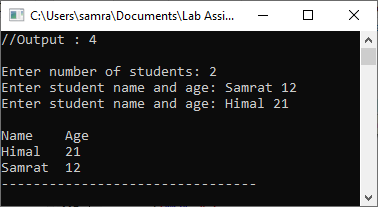 C:\Users\samra\Documents\Lab Assi...
//Output : 4
Enter number of students: 2
Enter student name and age: Samrat 12
Enter student name and age: Himal 21
Name    Age
Himal   21
Samrat  12
--------------------------------